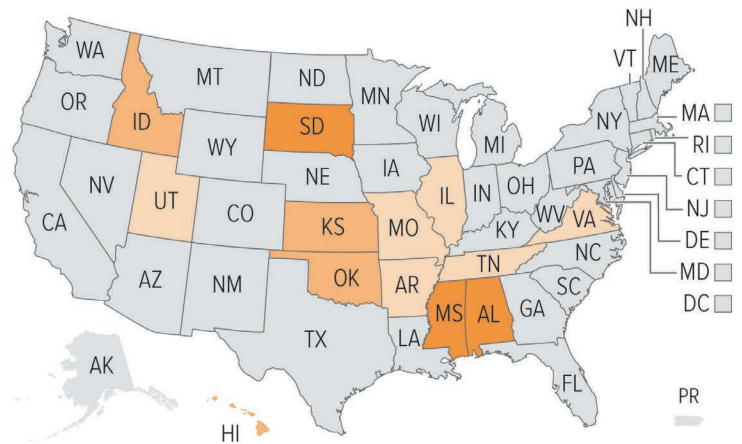 NH
WA
VT
ME
MT
ND
MN
OR
MA
ID
SD
WI
NY
MI
RI
WY
IA
PA
CT
NE
OH
NV
IL
IN
NJ
UT
CO
WV
CA
KS
MO
VA
DE
KY
NC
MD
TN
AZ
NM
OK
AR
SC
DC
MS
AL
GA
TX
LA
AK
FL
PR
HI